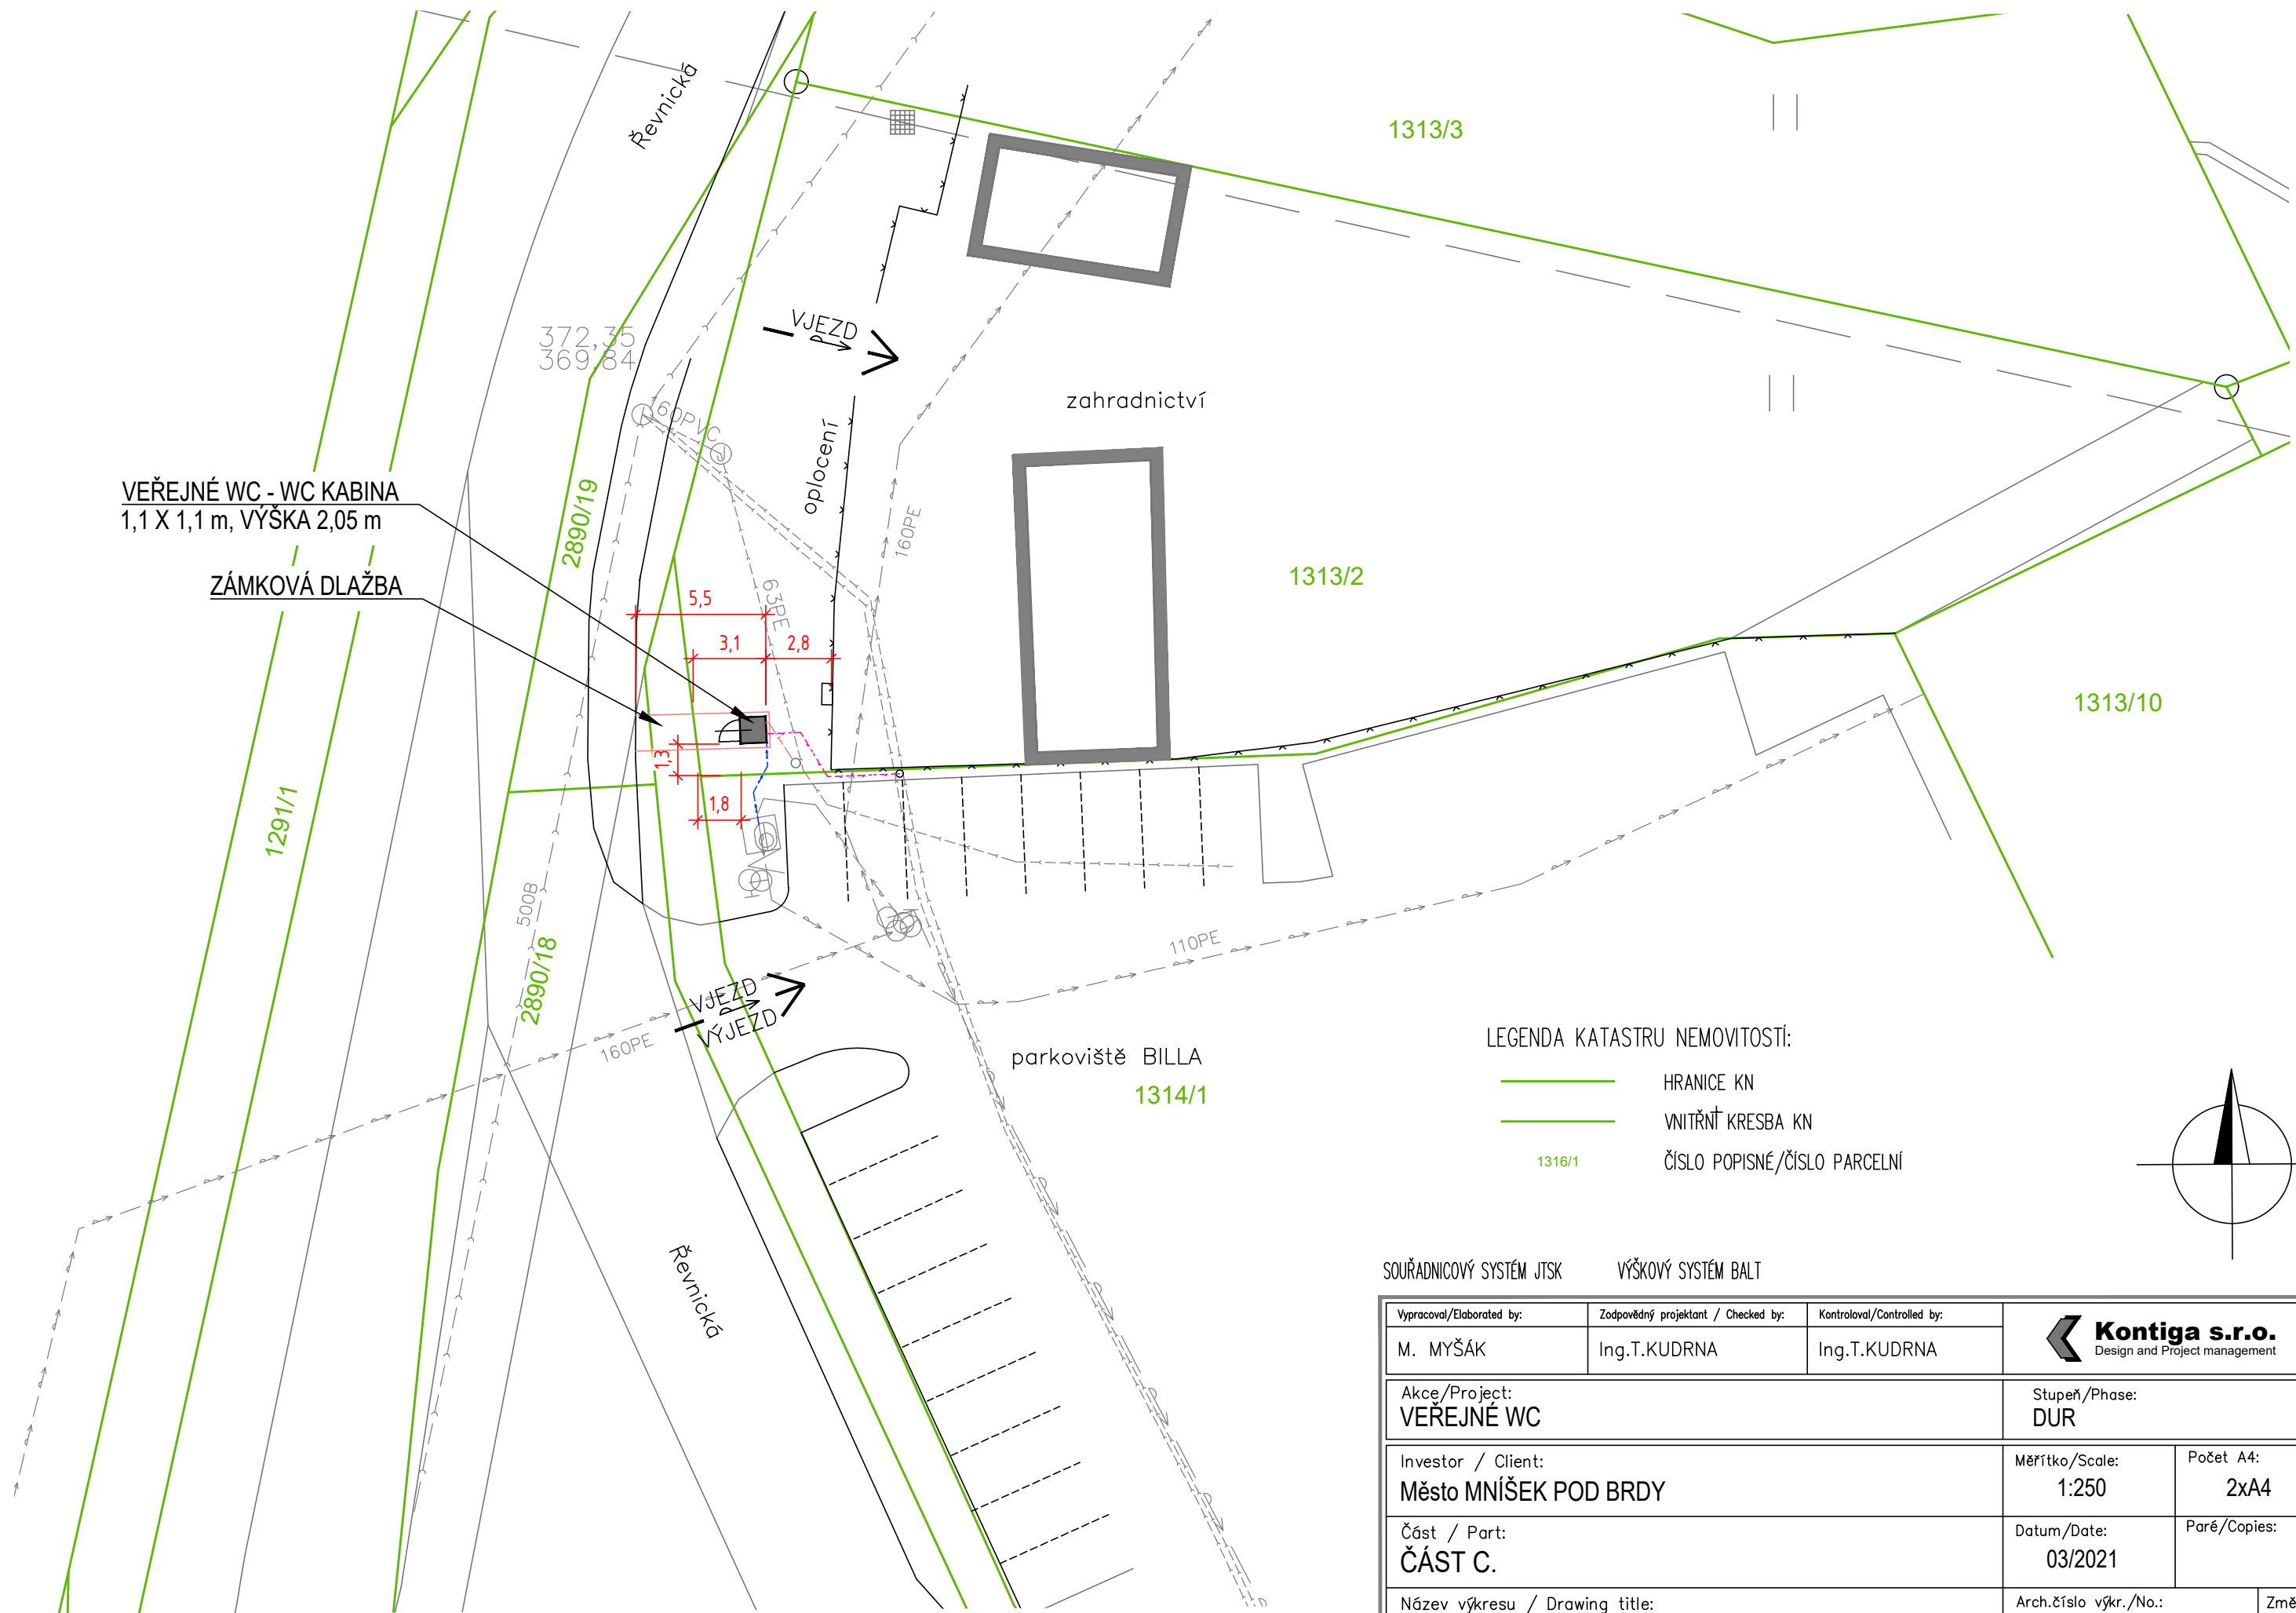 Řevnická
1313/3
372,35
369,84
VJEZD
zahradnictví
60PVC
oplocení
160PE
VEŘEJNÉ WC - WC KABINA
1,1 X 1,1 m, VÝŠKA 2,05 m
2890/19
ZÁMKOVÁ DLAŽBA
63PE
1313/2
5,5
3,1
2,8
1313/10
1,3
1,8
1291/1
500B
2890/18
110PE
VJEZD
VÝJEZD
160PE
parkoviště BILLA
1314/1
Řevnická
LEGENDA KATASTRU NEMOVITOSTÍ:
HRANICE KN
VNITŘNÍ KRESBA KN
1316/1
ČÍSLO POPISNÉ/ČÍSLO PARCELNÍ
SOUŘADNICOVÝ SYSTÉM JTSK
VÝŠKOVÝ SYSTÉM BALT
Vypracoval/Elaborated by:
Zodpovědný projektant / Checked by:
Kontroloval/Controlled by:
M. MYŠÁK
Ing.T.KUDRNA
Ing.T.KUDRNA
Kontiga s.r.o.
Design and Project management
Akce/Project:
VEŘEJNÉ WC
Stupeň/Phase:
DUR
Investor / Client:
Město MNÍŠEK POD BRDY
Měřítko/Scale:
1:250
Počet A4:
2xA4
Část / Part:
ČÁST C.
Datum/Date:
03/2021
Paré/Copies:
Název výkresu / Drawing title:
Arch.číslo výkr./No.:
Změ